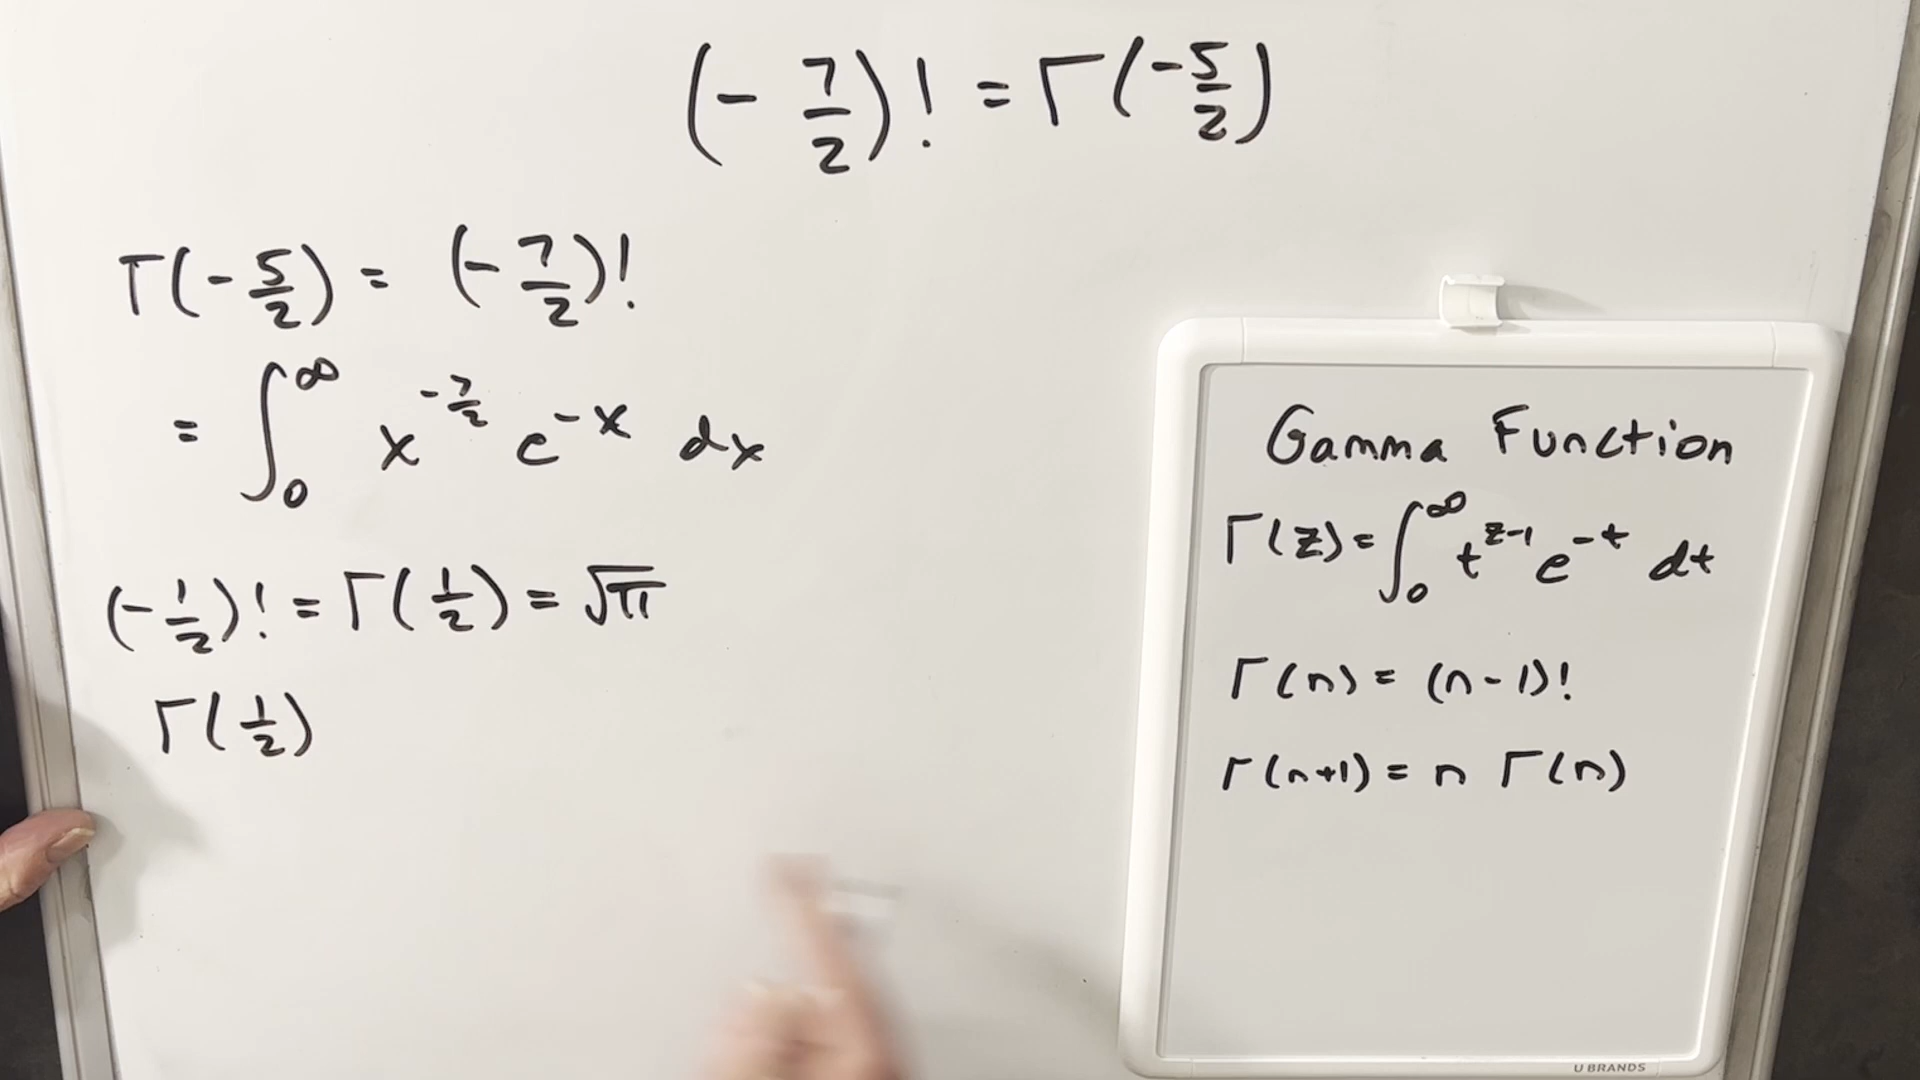 (- 7/2)! = Γ(-5/2)
Γ(-5/2) = (-7/2)!
= ∫₀^∞ x^(-7/2) e^(-x) dx
(-1/2)! = Γ(1/2) = √π
Γ(1/2)
Gamma Function
Γ(z) = ∫₀^∞ t^(z-1) e^(-t) dt
Γ(n) = (n-1)!
Γ(n+1) = n Γ(n)
U BRANDS